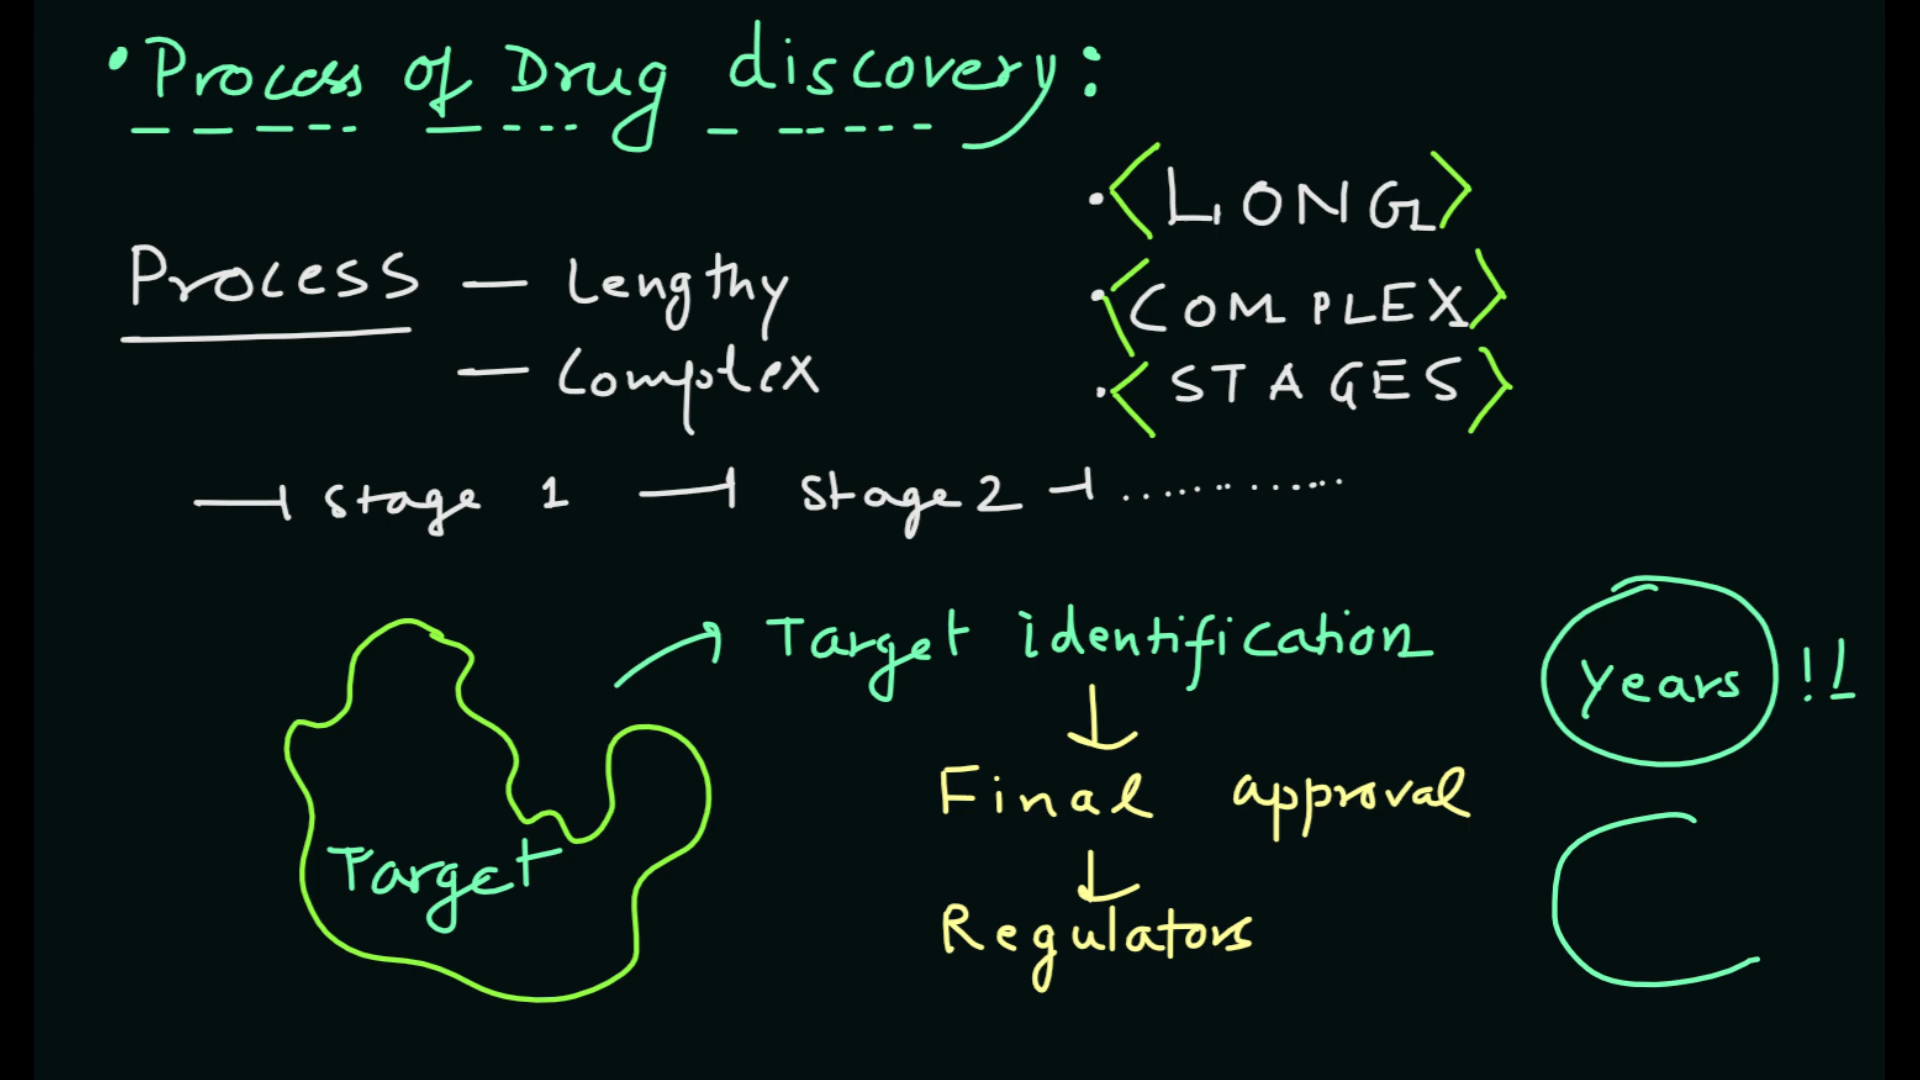 • Process of Drug discovery:
Process – Lengthy
– Complex
• <LONG>
• <COMPLEX>
• <STAGES>
⊣ stage 1 ⊣ stage 2 ⊣ ..............
Target
→ Target identification
↓
Final approval
↓
Regulators
years !!